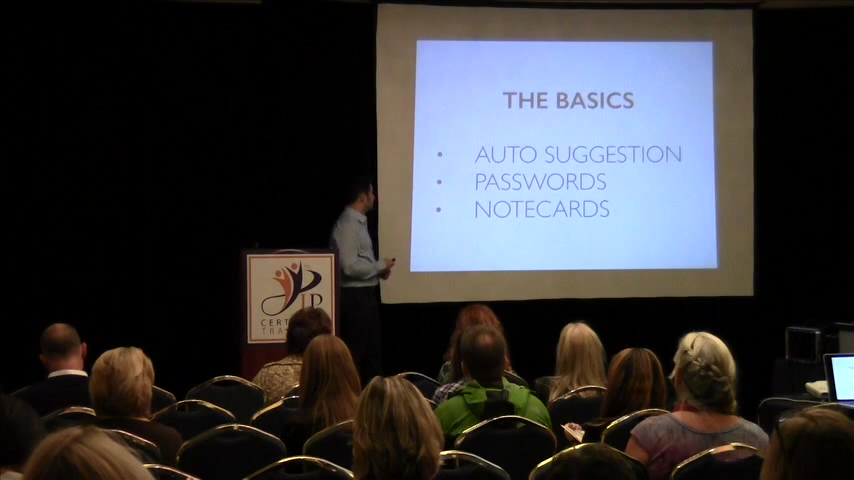 THE BASICS
• AUTO SUGGESTION
• PASSWORDS
• NOTECARDS